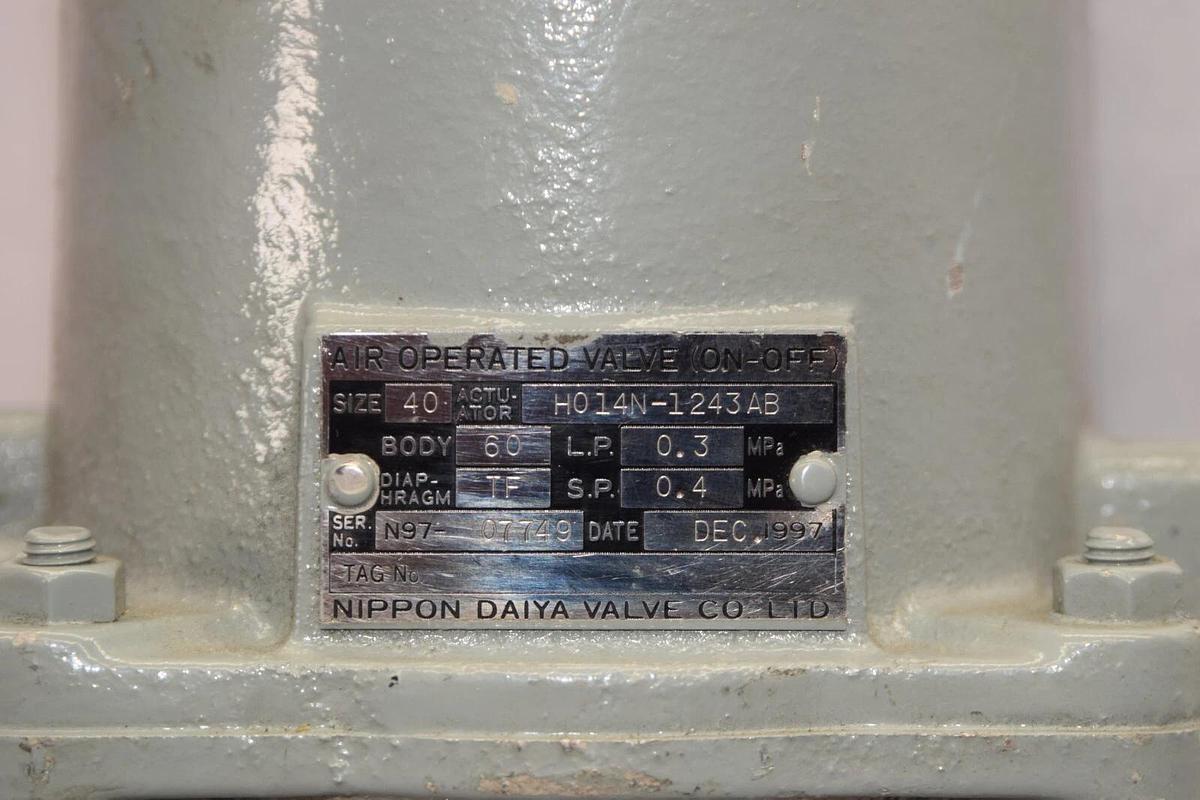 AIR OPERATED VALVE (ON-OFF)
SIZE 40 ACTU-ATOR HO14N-1243AB
BODY 60 L.P. 0.3 MPa
DIAP-HRAGM TF S.P. 0.4 MPa
SER. No. N97- 07749 DATE DEC.1997
TAG No
NIPPON DAIYA VALVE CO. LTD